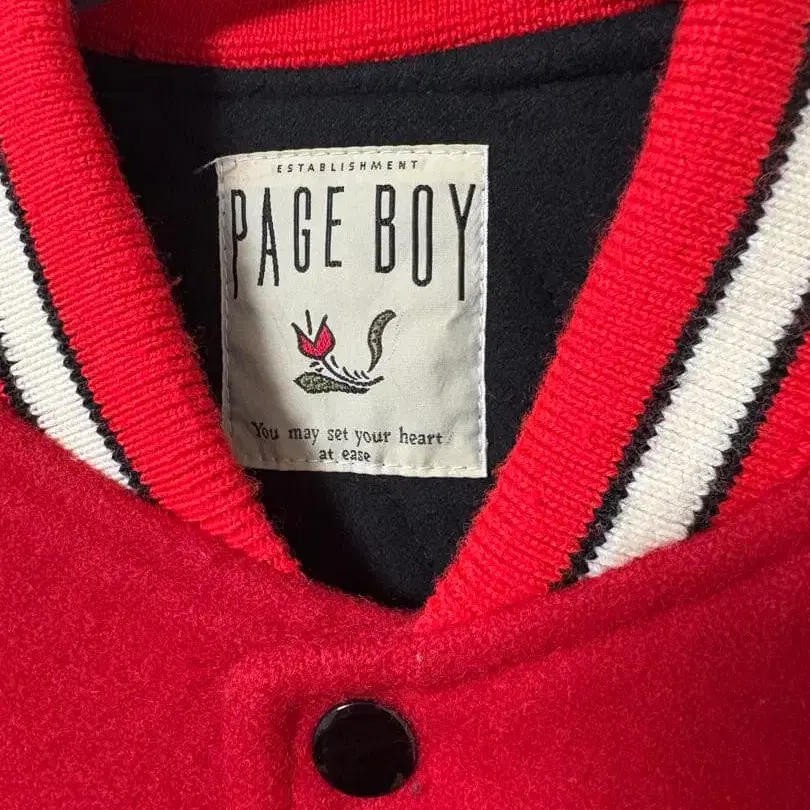 ESTABLISHMENT
PAGE BOY
You may set your heart
at ease